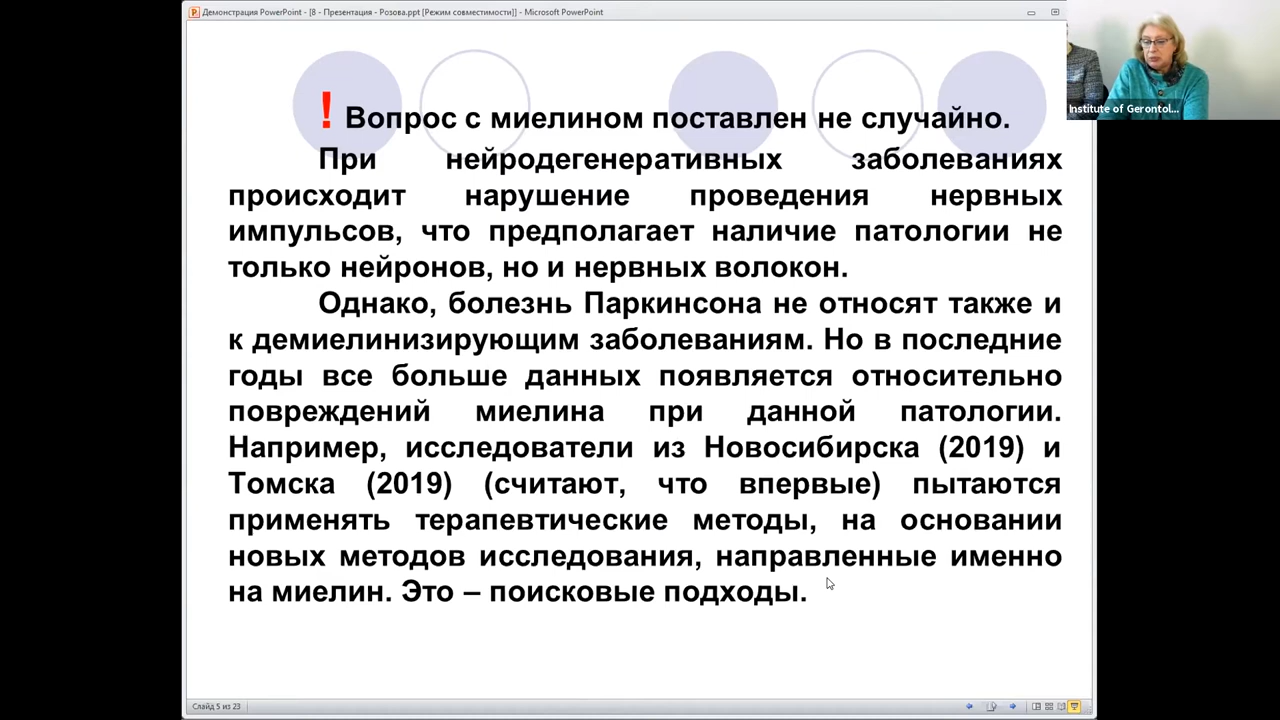 Демонстрация PowerPoint - [8 - Презентация - Розова.ppt [Режим совместимости]] - Microsoft PowerPoint
Institute of Gerontol...
! Вопрос с миелином поставлен не случайно.
При нейродегенеративных заболеваниях
происходит нарушение проведения нервных
импульсов, что предполагает наличие патологии не
только нейронов, но и нервных волокон.
Однако, болезнь Паркинсона не относят также и
к демиелинизирующим заболеваниям. Но в последние
годы все больше данных появляется относительно
повреждений миелина при данной патологии.
Например, исследователи из Новосибирска (2019) и
Томска (2019) (считают, что впервые) пытаются
применять терапевтические методы, на основании
новых методов исследования, направленные именно
на миелин. Это – поисковые подходы.
Слайд 5 из 23